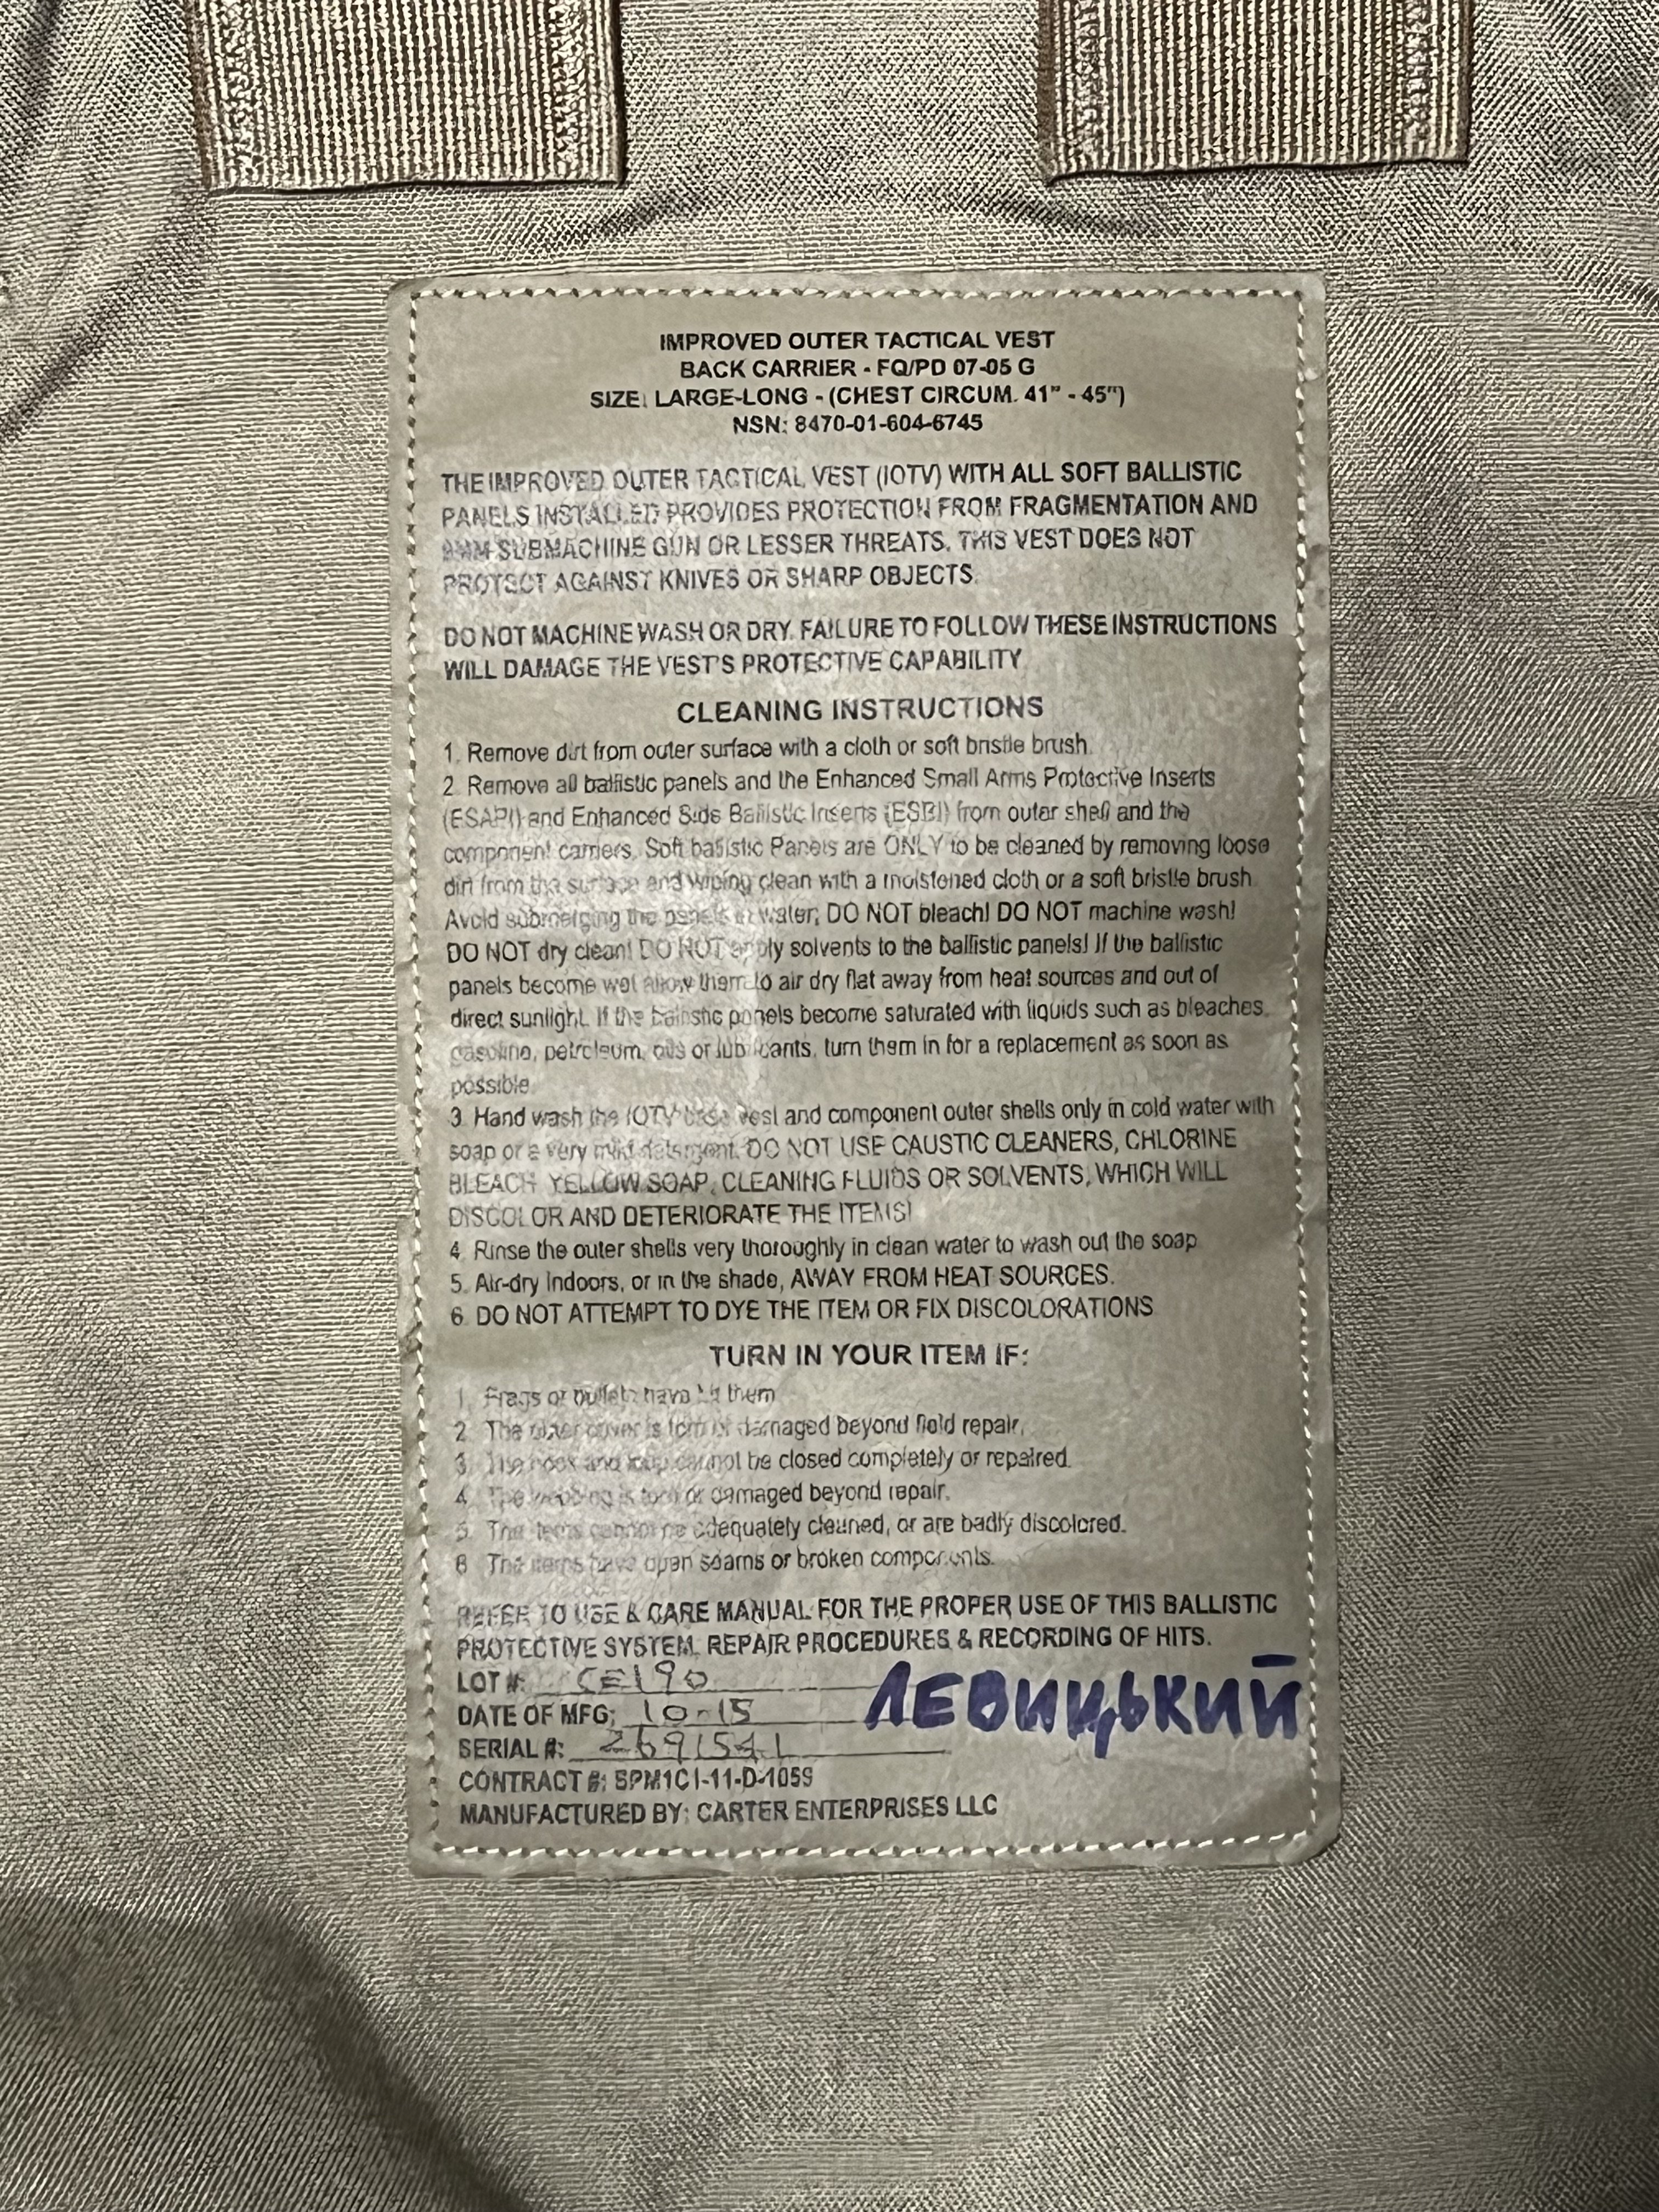 IMPROVED OUTER TACTICAL VEST
BACK CARRIER - FQ/PD 07-05 G
SIZE: LARGE-LONG - (CHEST CIRCUM. 41" - 45")
NSN: 8470-01-604-6745
THE IMPROVED OUTER TACTICAL VEST (IOTV) WITH ALL SOFT BALLISTIC
PANELS INSTALLED PROVIDES PROTECTION FROM FRAGMENTATION AND
9MM SUBMACHINE GUN OR LESSER THREATS. THIS VEST DOES NOT
PROTECT AGAINST KNIVES OR SHARP OBJECTS.
DO NOT MACHINE WASH OR DRY. FAILURE TO FOLLOW THESE INSTRUCTIONS
WILL DAMAGE THE VEST'S PROTECTIVE CAPABILITY
CLEANING INSTRUCTIONS
1. Remove dirt from outer surface with a cloth or soft bristle brush.
2. Remove all ballistic panels and the Enhanced Small Arms Protective Inserts
(ESAPI) and Enhanced Side Ballistic Inserts (ESBI) from outer shell and the
component carriers. Soft ballistic Panels are ONLY to be cleaned by removing loose
dirt from the surface and wiping clean with a moistened cloth or a soft bristle brush.
Avoid submerging the panels in water; DO NOT bleach! DO NOT machine wash!
DO NOT dry clean! DO NOT apply solvents to the ballistic panels! If the ballistic
panels become wet allow them to air dry flat away from heat sources and out of
direct sunlight. If the ballistic panels become saturated with liquids such as bleaches,
gasoline, petroleum, oils or lubricants, turn them in for a replacement as soon as
possible.
3. Hand wash the IOTV base vest and component outer shells only in cold water with
soap or a very mild detergent. DO NOT USE CAUSTIC CLEANERS, CHLORINE
BLEACH, YELLOW SOAP, CLEANING FLUIDS OR SOLVENTS, WHICH WILL
DISCOLOR AND DETERIORATE THE ITEMS!
4. Rinse the outer shells very thoroughly in clean water to wash out the soap
5. Air-dry indoors, or in the shade, AWAY FROM HEAT SOURCES.
6. DO NOT ATTEMPT TO DYE THE ITEM OR FIX DISCOLORATIONS
TURN IN YOUR ITEM IF:
1. Frags or bullets have hit them
2. The outer cover is torn or damaged beyond field repair.
3. The hook and loop cannot be closed completely or repaired.
4. The webbing is torn or damaged beyond repair.
5. The items cannot be adequately cleaned, or are badly discolored.
6 The items have open seams or broken components.
REFER TO USE & CARE MANUAL FOR THE PROPER USE OF THIS BALLISTIC
PROTECTIVE SYSTEM, REPAIR PROCEDURES & RECORDING OF HITS.
LOT #: CE190
ЛЕВИЦЬКИЙ
DATE OF MFG: 10-15
SERIAL #: 2691541
CONTRACT #: SPM1C1-11-D-1059
MANUFACTURED BY: CARTER ENTERPRISES LLC